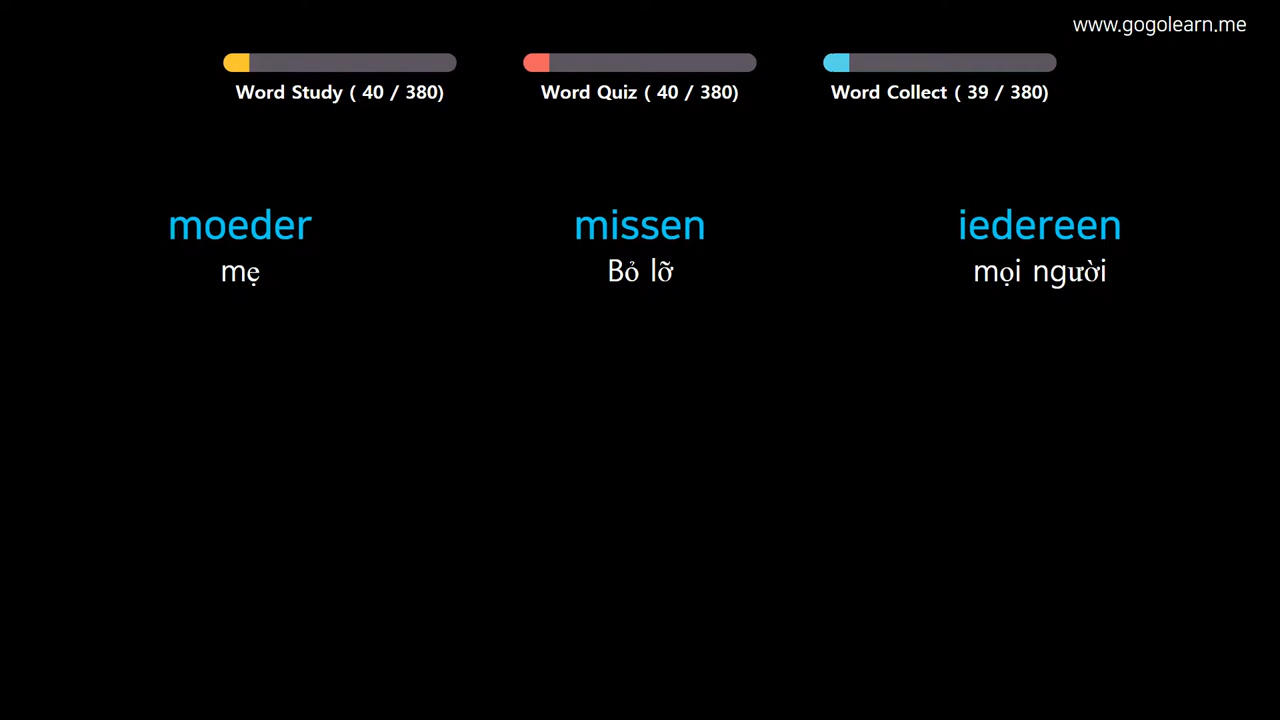 www.gogolearn.me
Word Study ( 40 / 380)
Word Quiz ( 40 / 380)
Word Collect ( 39 / 380)
moeder
mẹ
missen
Bỏ lỡ
iedereen
mọi người